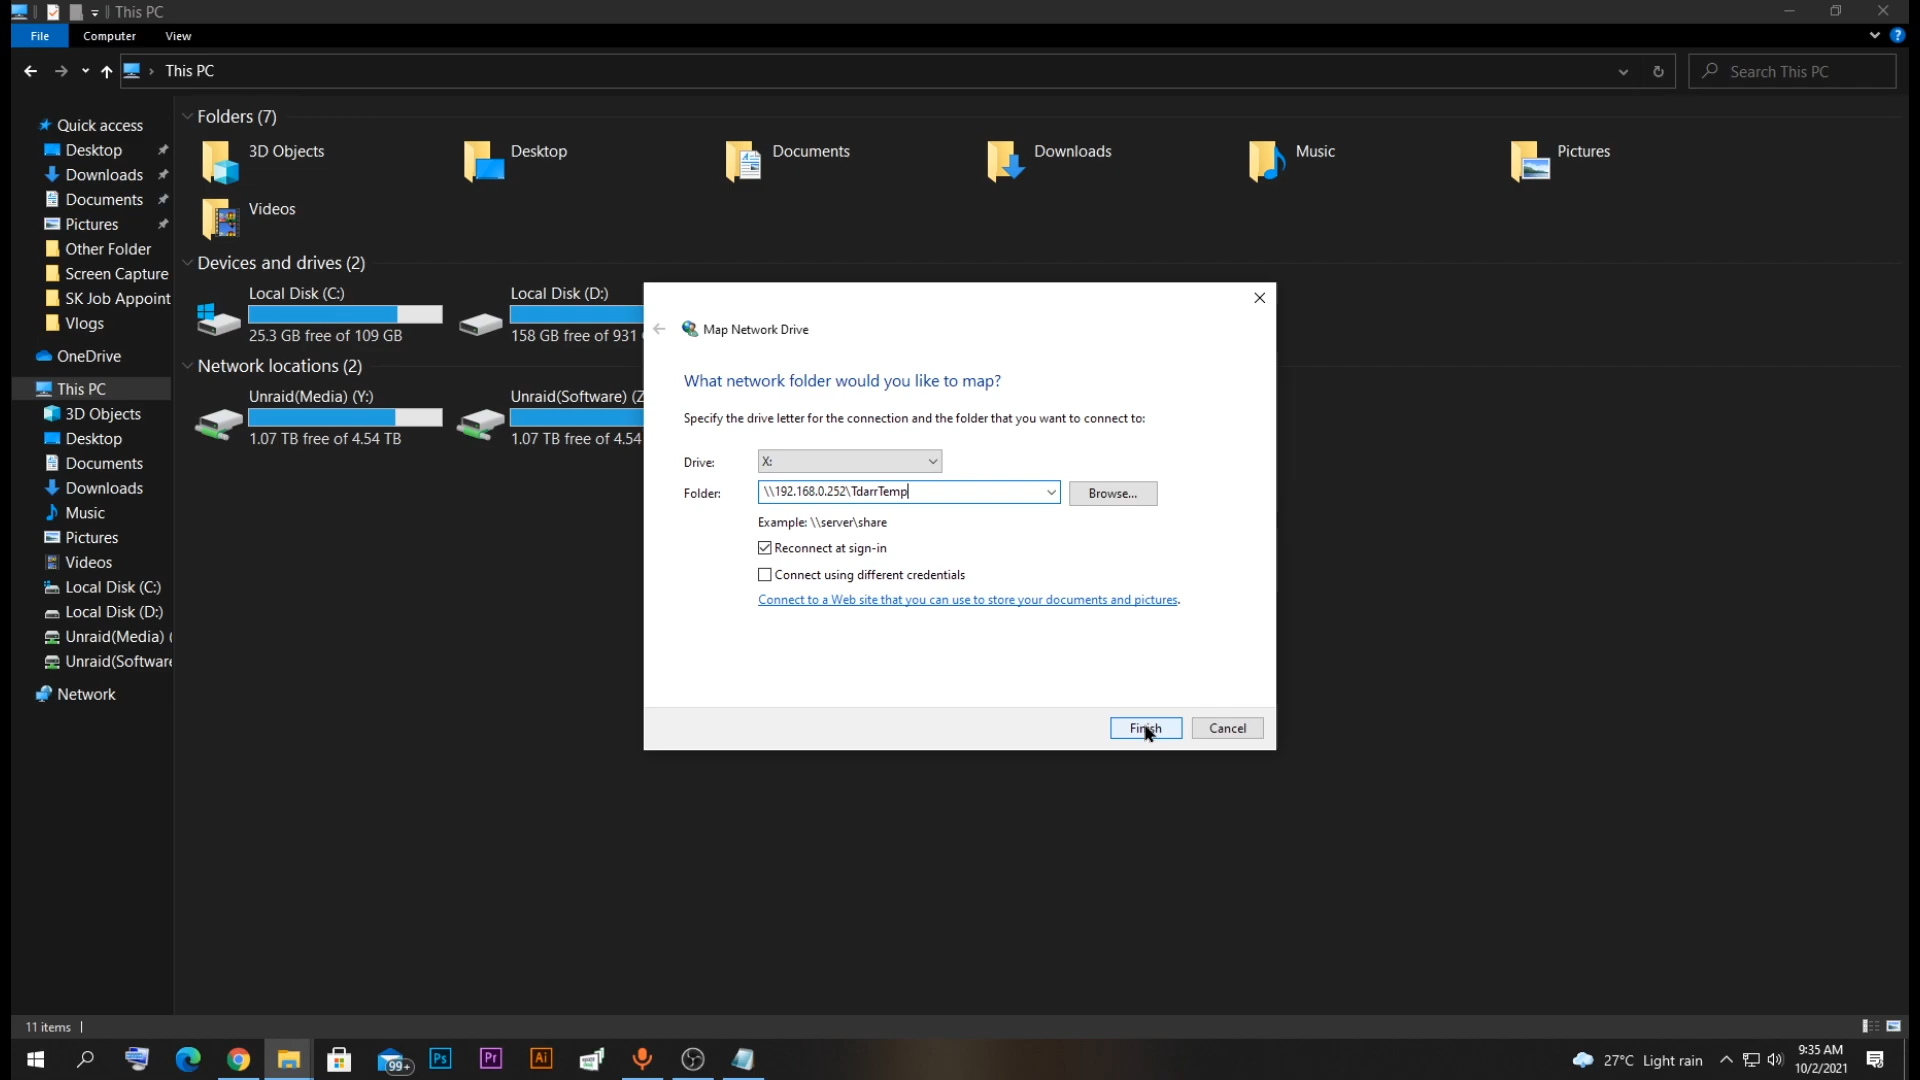 This PC
File
Computer
View
?
This PC
Search This PC
Quick access
Desktop
Downloads
Documents
Pictures
Other Folder
Screen Capture
SK Job Appoint
Vlogs
OneDrive
This PC
3D Objects
Desktop
Documents
Downloads
Music
Pictures
Videos
Local Disk (C:)
Local Disk (D:)
Unraid(Media) (
Unraid(Software
Network
Folders (7)
3D Objects
Desktop
Documents
Downloads
Music
Pictures
Videos
Devices and drives (2)
Local Disk (C:)
25.3 GB free of 109 GB
Local Disk (D:)
158 GB free of 931
Network locations (2)
Unraid(Media) (Y:)
1.07 TB free of 4.54 TB
Unraid(Software) (Z
1.07 TB free of 4.54
Map Network Drive
What network folder would you like to map?
Specify the drive letter for the connection and the folder that you want to connect to:
Drive:
X:
Folder:
\\192.168.0.252\TdarrTemp
Browse...
Example: \\server\share
Reconnect at sign-in
Connect using different credentials
Connect to a Web site that you can use to store your documents and pictures.
Finish
Cancel
11 items
99+
Ps
Pr
Ai
27°C Light rain
9:35 AM
10/2/2021